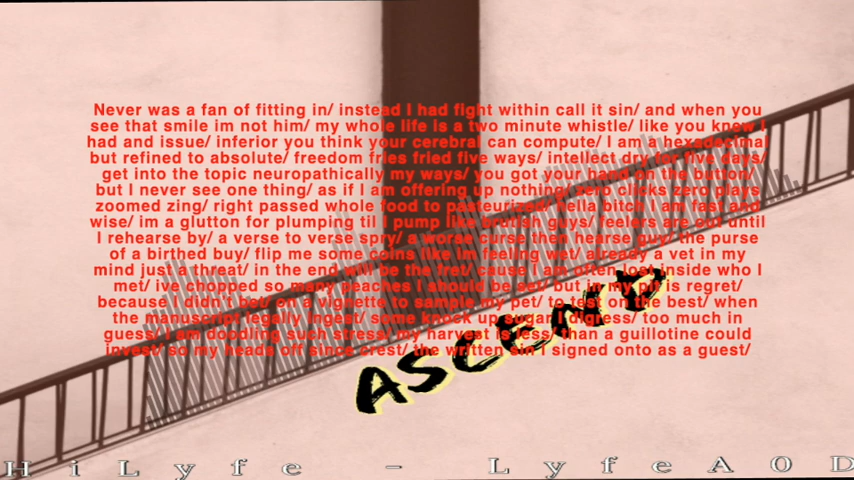 Never was a fan of fitting in/ instead I had fight within call it sin/ and when you
see that smile im not him/ my whole life is a two minute whistle/ like you knew I
had and issue/ inferior you think your cerebral can compute/ I am a hexadecimal
but refined to absolute/ freedom fries fried five ways/ intellect dry for five days/
get into the topic neuropathically my ways/ you got your hand on the button/
but I never see one thing/ as if I am offering up nothing/ zero clicks zero plays
zoomed zing/ right passed whole food to pasteurized/ hella bitch I am fast and
wise/ im a glutton for plumping til I pump like brutish guys/ feelers are out until
I rehearse by/ a verse to verse spry/ a worse curse then hearse guy/ the purse
of a birthed buy/ flip me some coins like im feeling wet/ already a vet in my
mind just a threat/ in the end will be the fret/ cause I am often lost inside who I
met/ ive chopped so many peaches I should be set/ but in my pit is regret/
because I didn't bet/ on a vignette to sample my pet/ to test on the best/ when
the manuscript legally ingest/ some knock up sugar I digress/ too much in
guess/ I am doodling such stress/ my harvest is less/ than a guillotine could
invest/ so my heads off since crest/ the written sin I signed onto as a guest/
ASCEND
HiLyfe - LyfeAOD